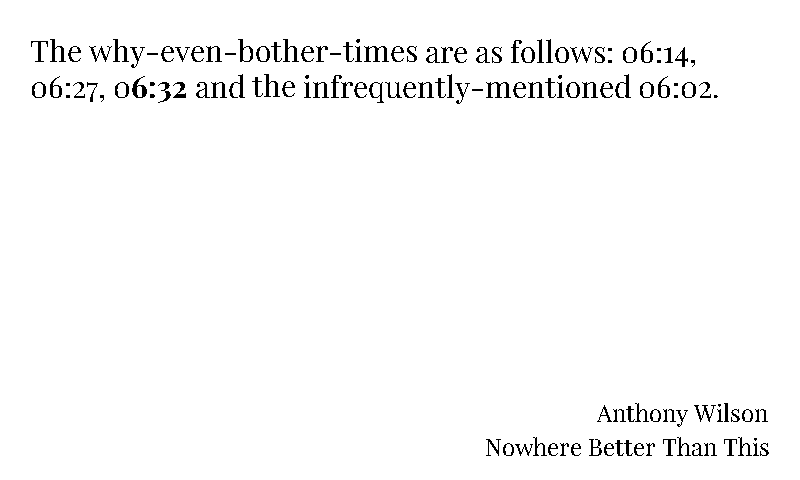 The why-even-bother-times are as follows: 06:14,
06:27, 06:32 and the infrequently-mentioned 06:02.
Anthony Wilson
Nowhere Better Than This